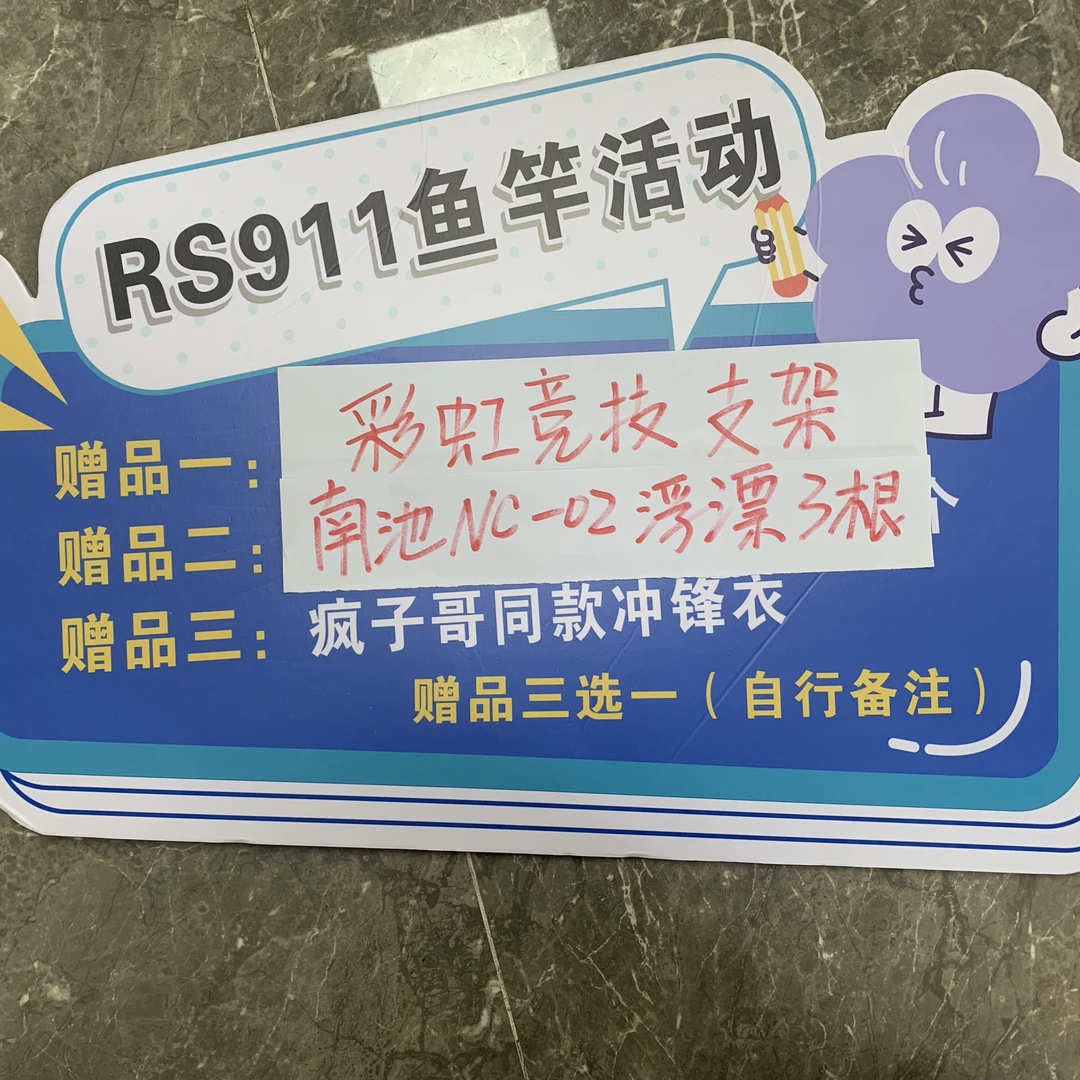 RS911鱼竿活动
赠品一：彩虹竞技支架
赠品二：南池NC-02浮漂3根
赠品三：疯子哥同款冲锋衣
赠品三选一（自行备注）